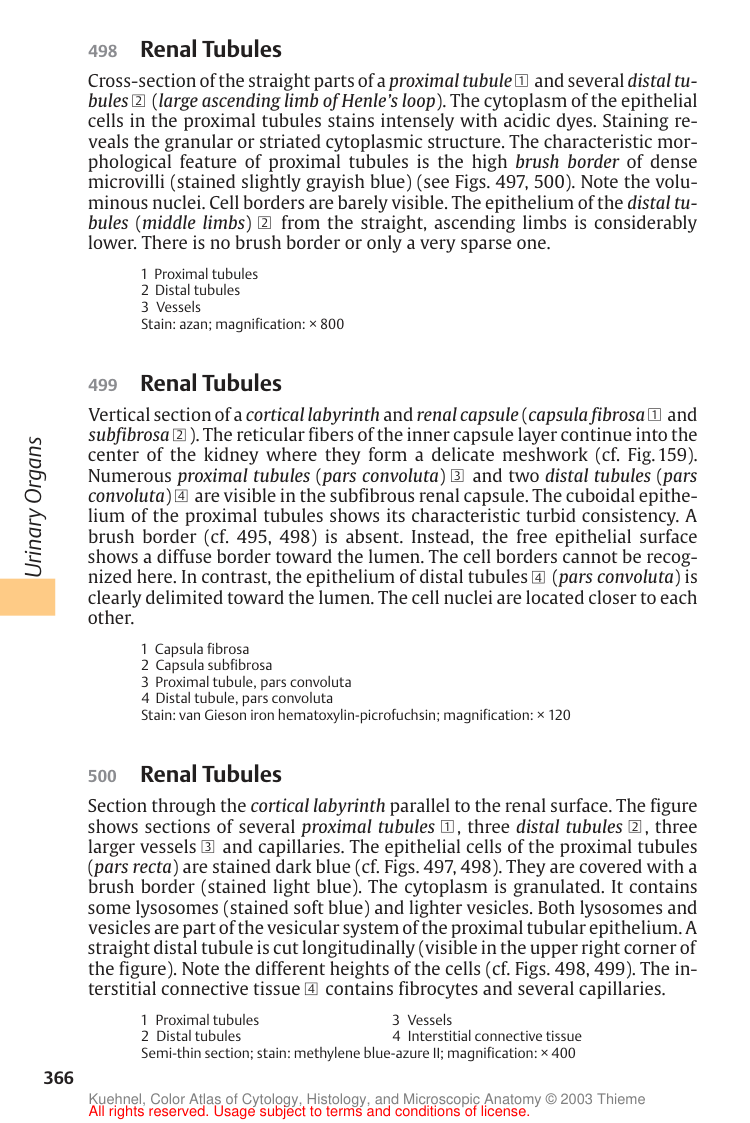 498 Renal Tubules
Cross-section of the straight parts of a proximal tubule 1 and several distal tu-
bules 2 (large ascending limb of Henle's loop). The cytoplasm of the epithelial
cells in the proximal tubules stains intensely with acidic dyes. Staining re-
veals the granular or striated cytoplasmic structure. The characteristic mor-
phological feature of proximal tubules is the high brush border of dense
microvilli (stained slightly grayish blue) (see Figs. 497, 500). Note the volu-
minous nuclei. Cell borders are barely visible. The epithelium of the distal tu-
bules (middle limbs) 2 from the straight, ascending limbs is considerably
lower. There is no brush border or only a very sparse one.
1 Proximal tubules
2 Distal tubules
3 Vessels
Stain: azan; magnification: × 800
499 Renal Tubules
Vertical section of a cortical labyrinth and renal capsule (capsula fibrosa 1 and
subfibrosa 2). The reticular fibers of the inner capsule layer continue into the
center of the kidney where they form a delicate meshwork (cf. Fig. 159).
Numerous proximal tubules (pars convoluta) 3 and two distal tubules (pars
convoluta) 4 are visible in the subfibrous renal capsule. The cuboidal epithe-
lium of the proximal tubules shows its characteristic turbid consistency. A
brush border (cf. 495, 498) is absent. Instead, the free epithelial surface
shows a diffuse border toward the lumen. The cell borders cannot be recog-
nized here. In contrast, the epithelium of distal tubules 4 (pars convoluta) is
clearly delimited toward the lumen. The cell nuclei are located closer to each
other.
1 Capsula fibrosa
2 Capsula subfibrosa
3 Proximal tubule, pars convoluta
4 Distal tubule, pars convoluta
Stain: van Gieson iron hematoxylin-picrofuchsin; magnification: × 120
500 Renal Tubules
Section through the cortical labyrinth parallel to the renal surface. The figure
shows sections of several proximal tubules 1, three distal tubules 2, three
larger vessels 3 and capillaries. The epithelial cells of the proximal tubules
(pars recta) are stained dark blue (cf. Figs. 497, 498). They are covered with a
brush border (stained light blue). The cytoplasm is granulated. It contains
some lysosomes (stained soft blue) and lighter vesicles. Both lysosomes and
vesicles are part of the vesicular system of the proximal tubular epithelium. A
straight distal tubule is cut longitudinally (visible in the upper right corner of
the figure). Note the different heights of the cells (cf. Figs. 498, 499). The in-
terstitial connective tissue 4 contains fibrocytes and several capillaries.
1 Proximal tubules 3 Vessels
2 Distal tubules 4 Interstitial connective tissue
Semi-thin section; stain: methylene blue-azure II; magnification: × 400
Urinary Organs
366
Kuehnel, Color Atlas of Cytology, Histology, and Microscopic Anatomy © 2003 Thieme
All rights reserved. Usage subject to terms and conditions of license.